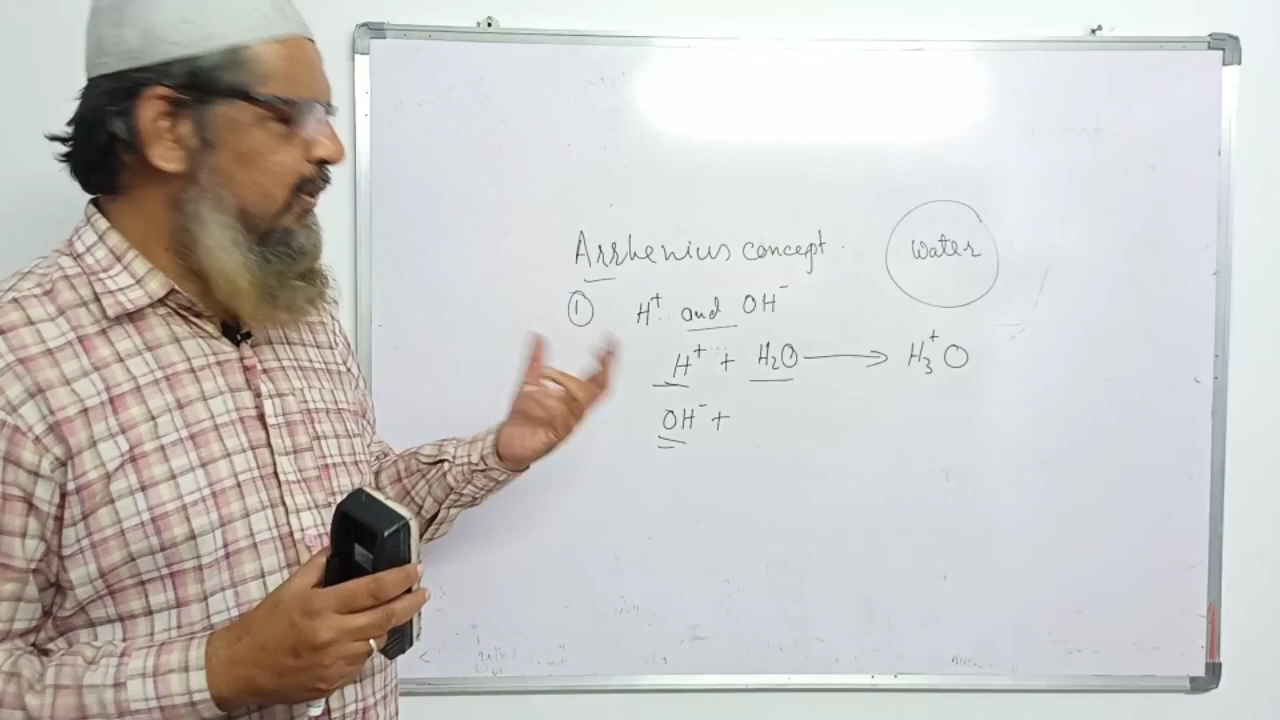 Arrhenius concept.
Water
① H⁺ and OH⁻
H⁺ + H₂O ⟶ H₃⁺O
OH⁻ +